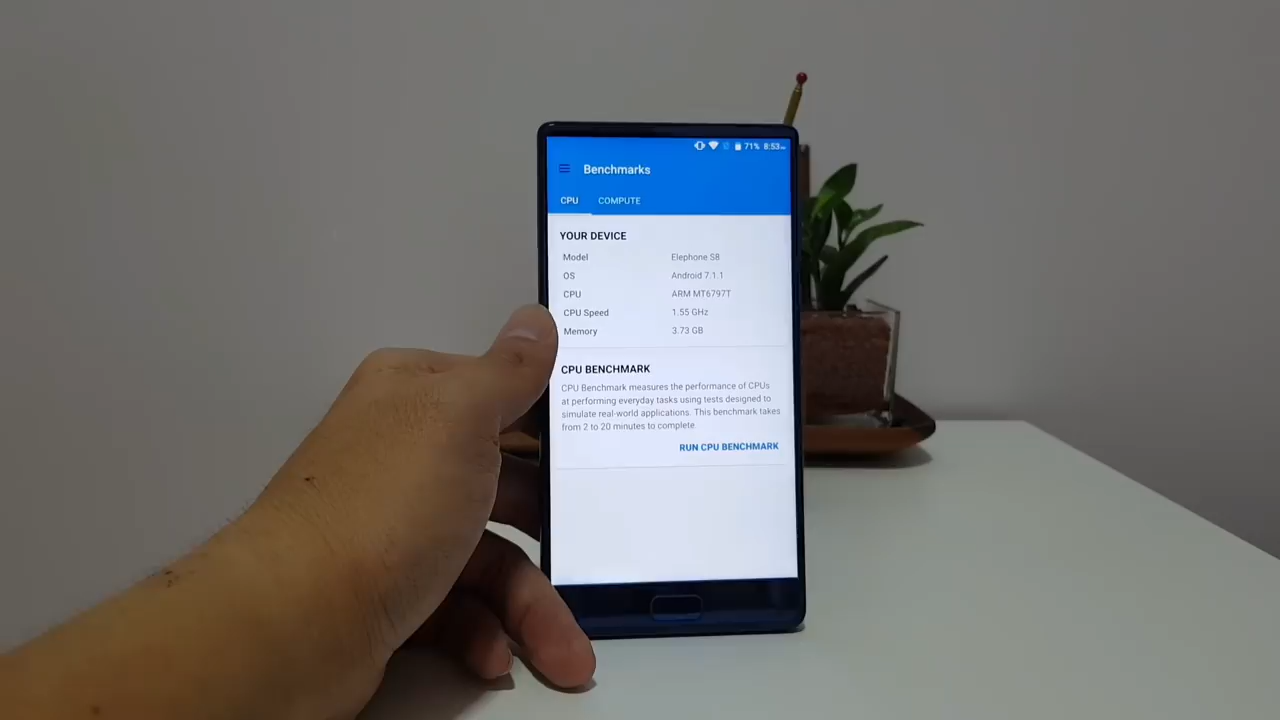 71% 8:53
Benchmarks
CPU COMPUTE
YOUR DEVICE
Model Elephone S8
OS Android 7.1.1
CPU ARM MT6797T
CPU Speed 1.55 GHz
Memory 3.73 GB
CPU BENCHMARK
CPU Benchmark measures the performance of CPUs
at performing everyday tasks using tests designed to
simulate real-world applications. This benchmark takes
from 2 to 20 minutes to complete.
RUN CPU BENCHMARK